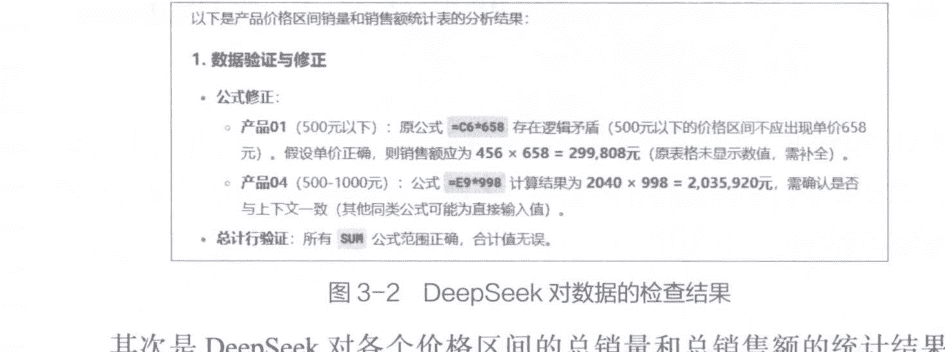 以下是产品价格区间销量和销售额统计表的分析结果：
1. 数据验证与修正
• 公式修正：
◦ 产品01（500元以下）：原公式 =C6*658 存在逻辑矛盾（500元以下的价格区间不应出现单价658
元）。假设单价正确，则销售额应为 456 × 658 = 299,808元（原表格未显示数值，需补全）。
◦ 产品04（500-1000元）：公式 =E9*998 计算结果为 2040 × 998 = 2,035,920元，需确认是否
与上下文一致（其他同类公式可能为直接输入值）。
• 总计行验证：所有 SUM 公式范围正确，合计值无误。
图 3-2 DeepSeek 对数据的检查结果
其次是 DeepSeek 对各个价格区间的总销量和总销售额的统计结果